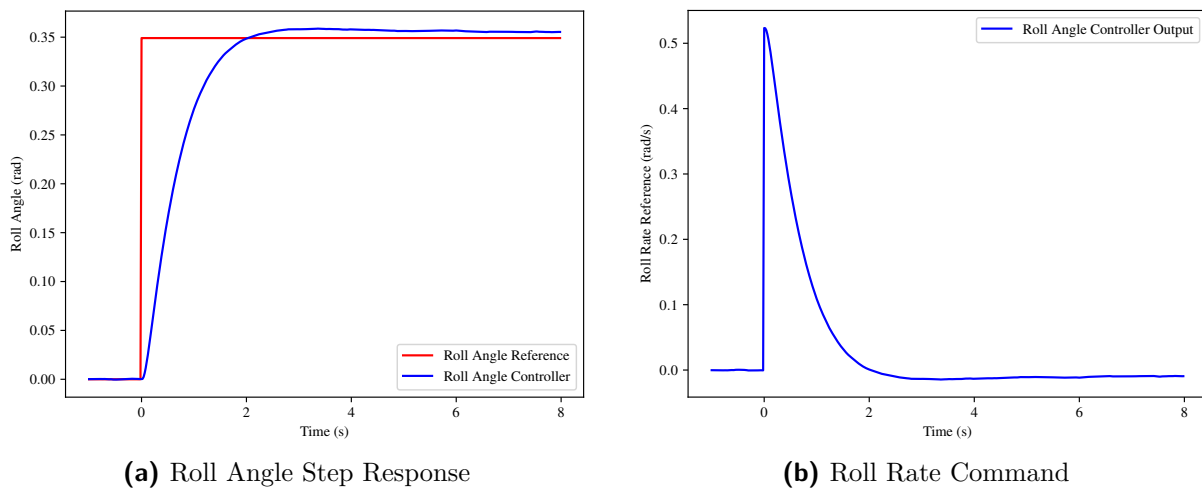 0.35
0.30
0.25
0.20
0.15
0.10
0.05
0.00
Roll Angle (rad)
0
2
4
6
8
Time (s)
Roll Angle Reference
Roll Angle Controller
(a) Roll Angle Step Response
0.5
0.4
0.3
0.2
0.1
0.0
Roll Rate Reference (rad/s)
0
2
4
6
8
Time (s)
Roll Angle Controller Output
(b) Roll Rate Command